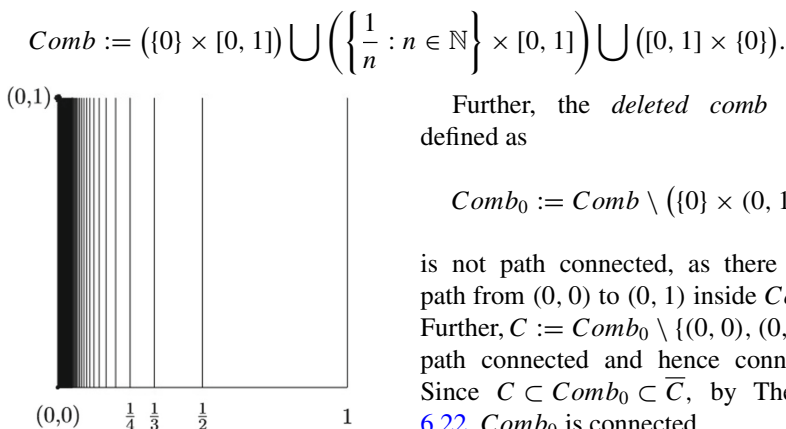 Comb := ({0} × [0, 1]) ⋃ ({1/n : n ∈ ℕ} × [0, 1]) ⋃ ([0, 1] × {0}).
(0,1)
(0,0) 1/4 1/3 1/2 1
Further, the deleted comb
defined as
Comb₀ := Comb \ ({0} × (0, 1
is not path connected, as there
path from (0, 0) to (0, 1) inside
Further, C := Comb₀ \ {(0, 0), (0,
path connected and hence
Since C ⊂ Comb₀ ⊂ C̅, by
6.22, Comb₀ is connected.